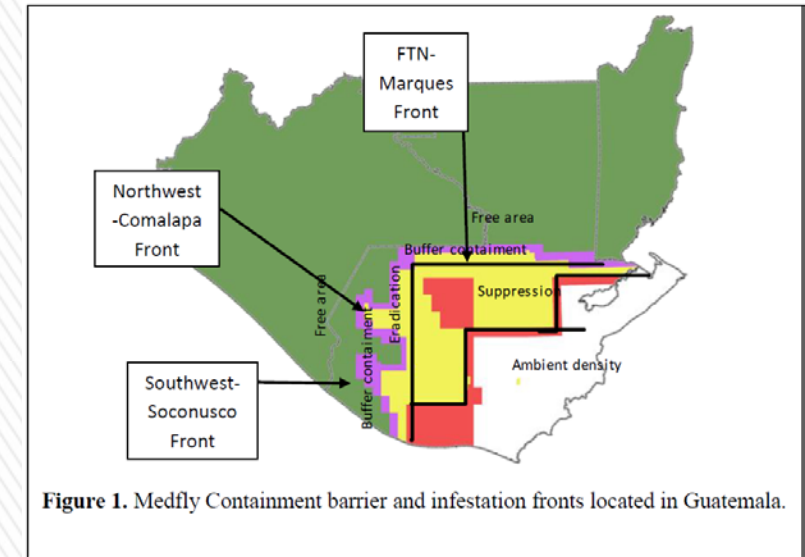 FTN-
Marques
Front
Northwest
-Comalapa
Front
Free area
Buffer contaiment
Suppression
Eradication
Free area
Buffer contaiment
Ambient density
Southwest-
Soconusco
Front
Figure 1. Medfly Containment barrier and infestation fronts located in Guatemala.